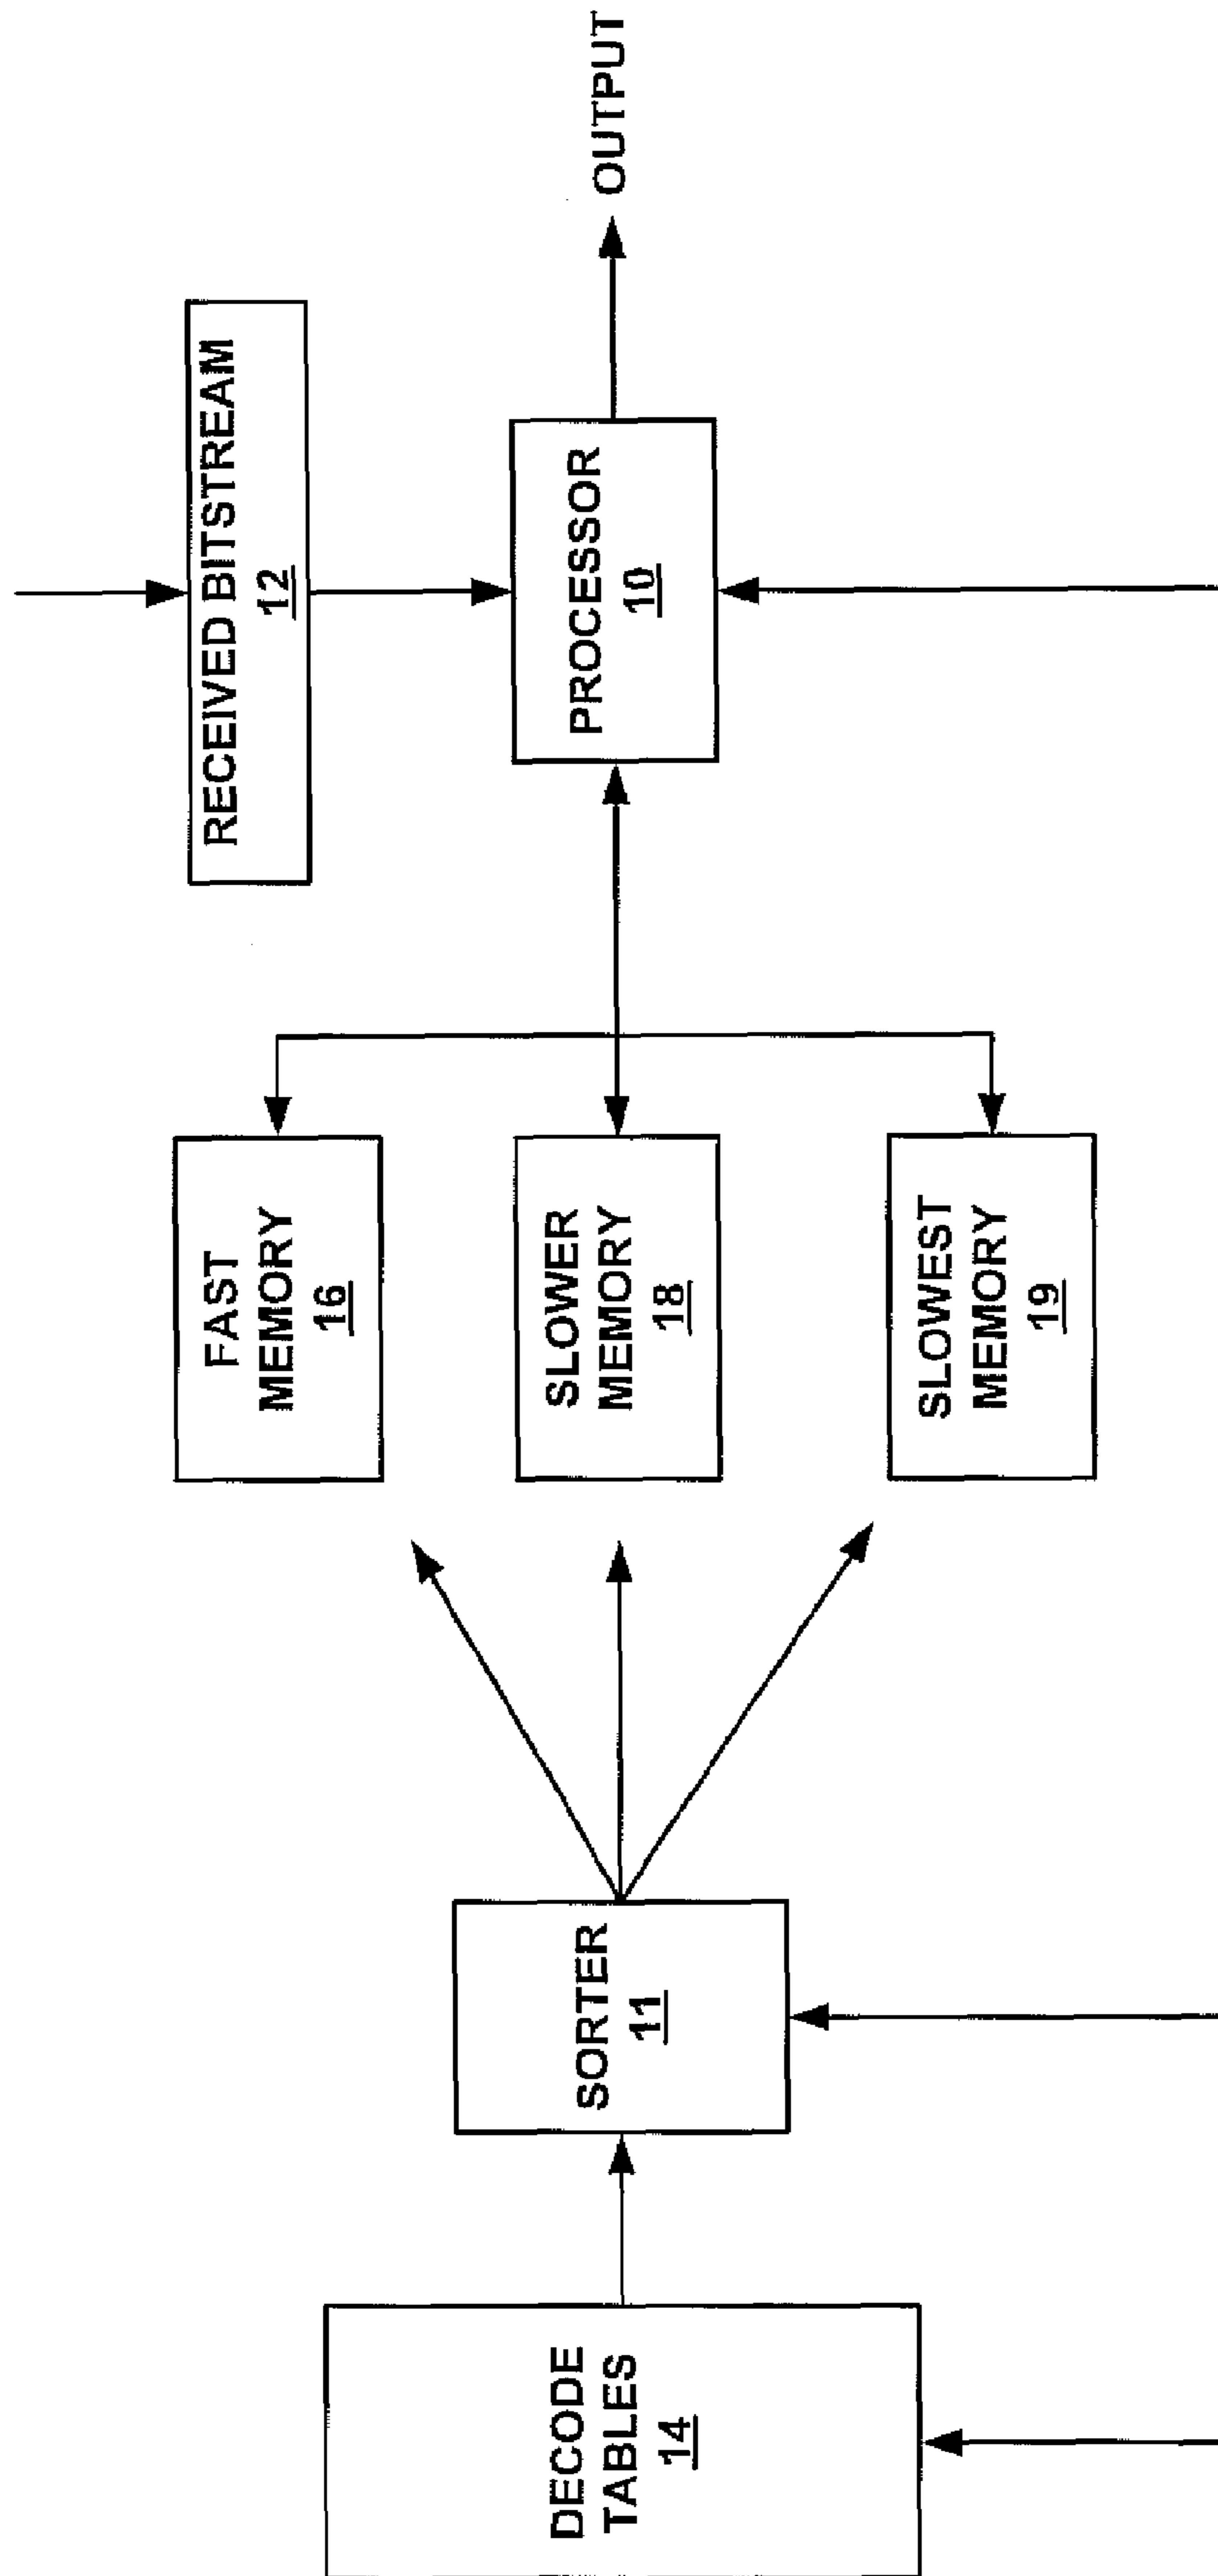 DECODE
TABLES
14
SORTER
11
FAST
MEMORY
16
SLOWER
MEMORY
18
SLOWEST
MEMORY
19
RECEIVED BITSTREAM
12
PROCESSOR
10
OUTPUT